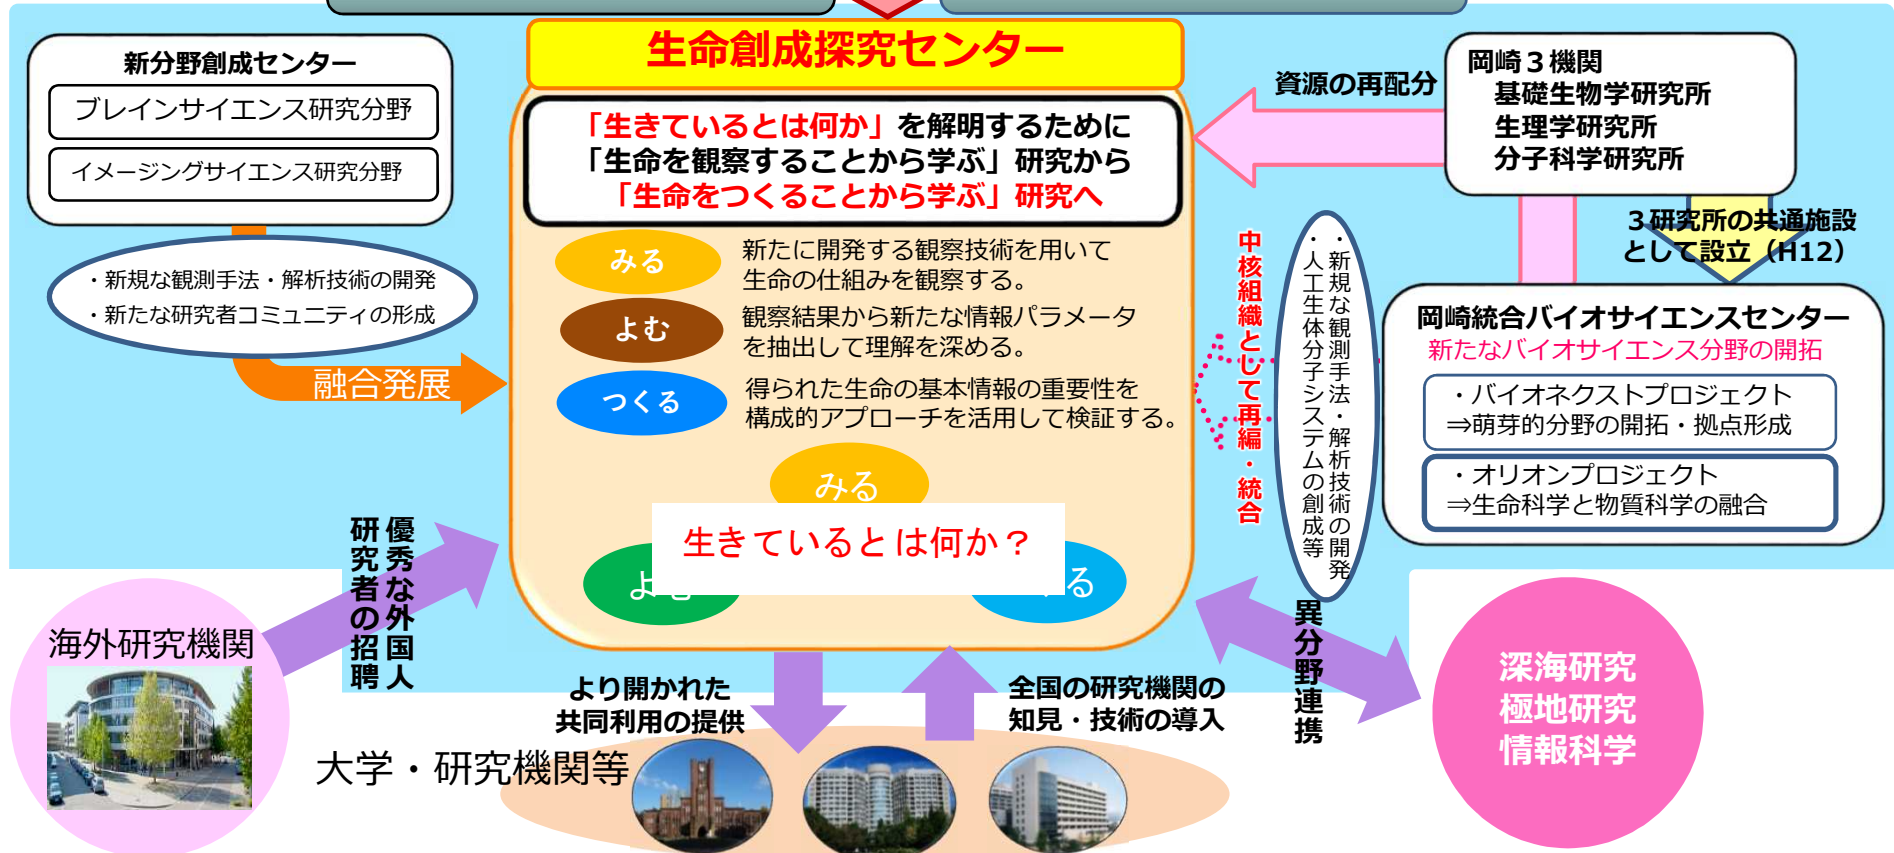 生命創成探究センター
「生きているとは何か」を解明するために
「生命を観察することから学ぶ」研究から
「生命をつくることから学ぶ」研究へ
みる
新たに開発する観察技術を用いて
生命の仕組みを観察する。
よむ
観察結果から新たな情報パラメータ
を抽出して理解を深める。
つくる
得られた生命の基本情報の重要性を
構成的アプローチを活用して検証する。
みる
生きているとは何か？
よむ
る
新分野創成センター
ブレインサイエンス研究分野
イメージングサイエンス研究分野
・新規な観測手法・解析技術の開発
・新たな研究者コミュニティの形成
融合発展
資源の再配分
岡崎３機関
基礎生物学研究所
生理学研究所
分子科学研究所
３研究所の共通施設
として設立（H12）
岡崎統合バイオサイエンスセンター
新たなバイオサイエンス分野の開拓
・バイオネクストプロジェクト
⇒萌芽的分野の開拓・拠点形成
・オリオンプロジェクト
⇒生命科学と物質科学の融合
・新規な観測手法・解析技術の開発
・人工生体分子システムの創成等
中核組織として再編・統合
優秀な外国人
研究者の招聘
海外研究機関
より開かれた
共同利用の提供
全国の研究機関の
知見・技術の導入
大学・研究機関等
異分野連携
深海研究
極地研究
情報科学